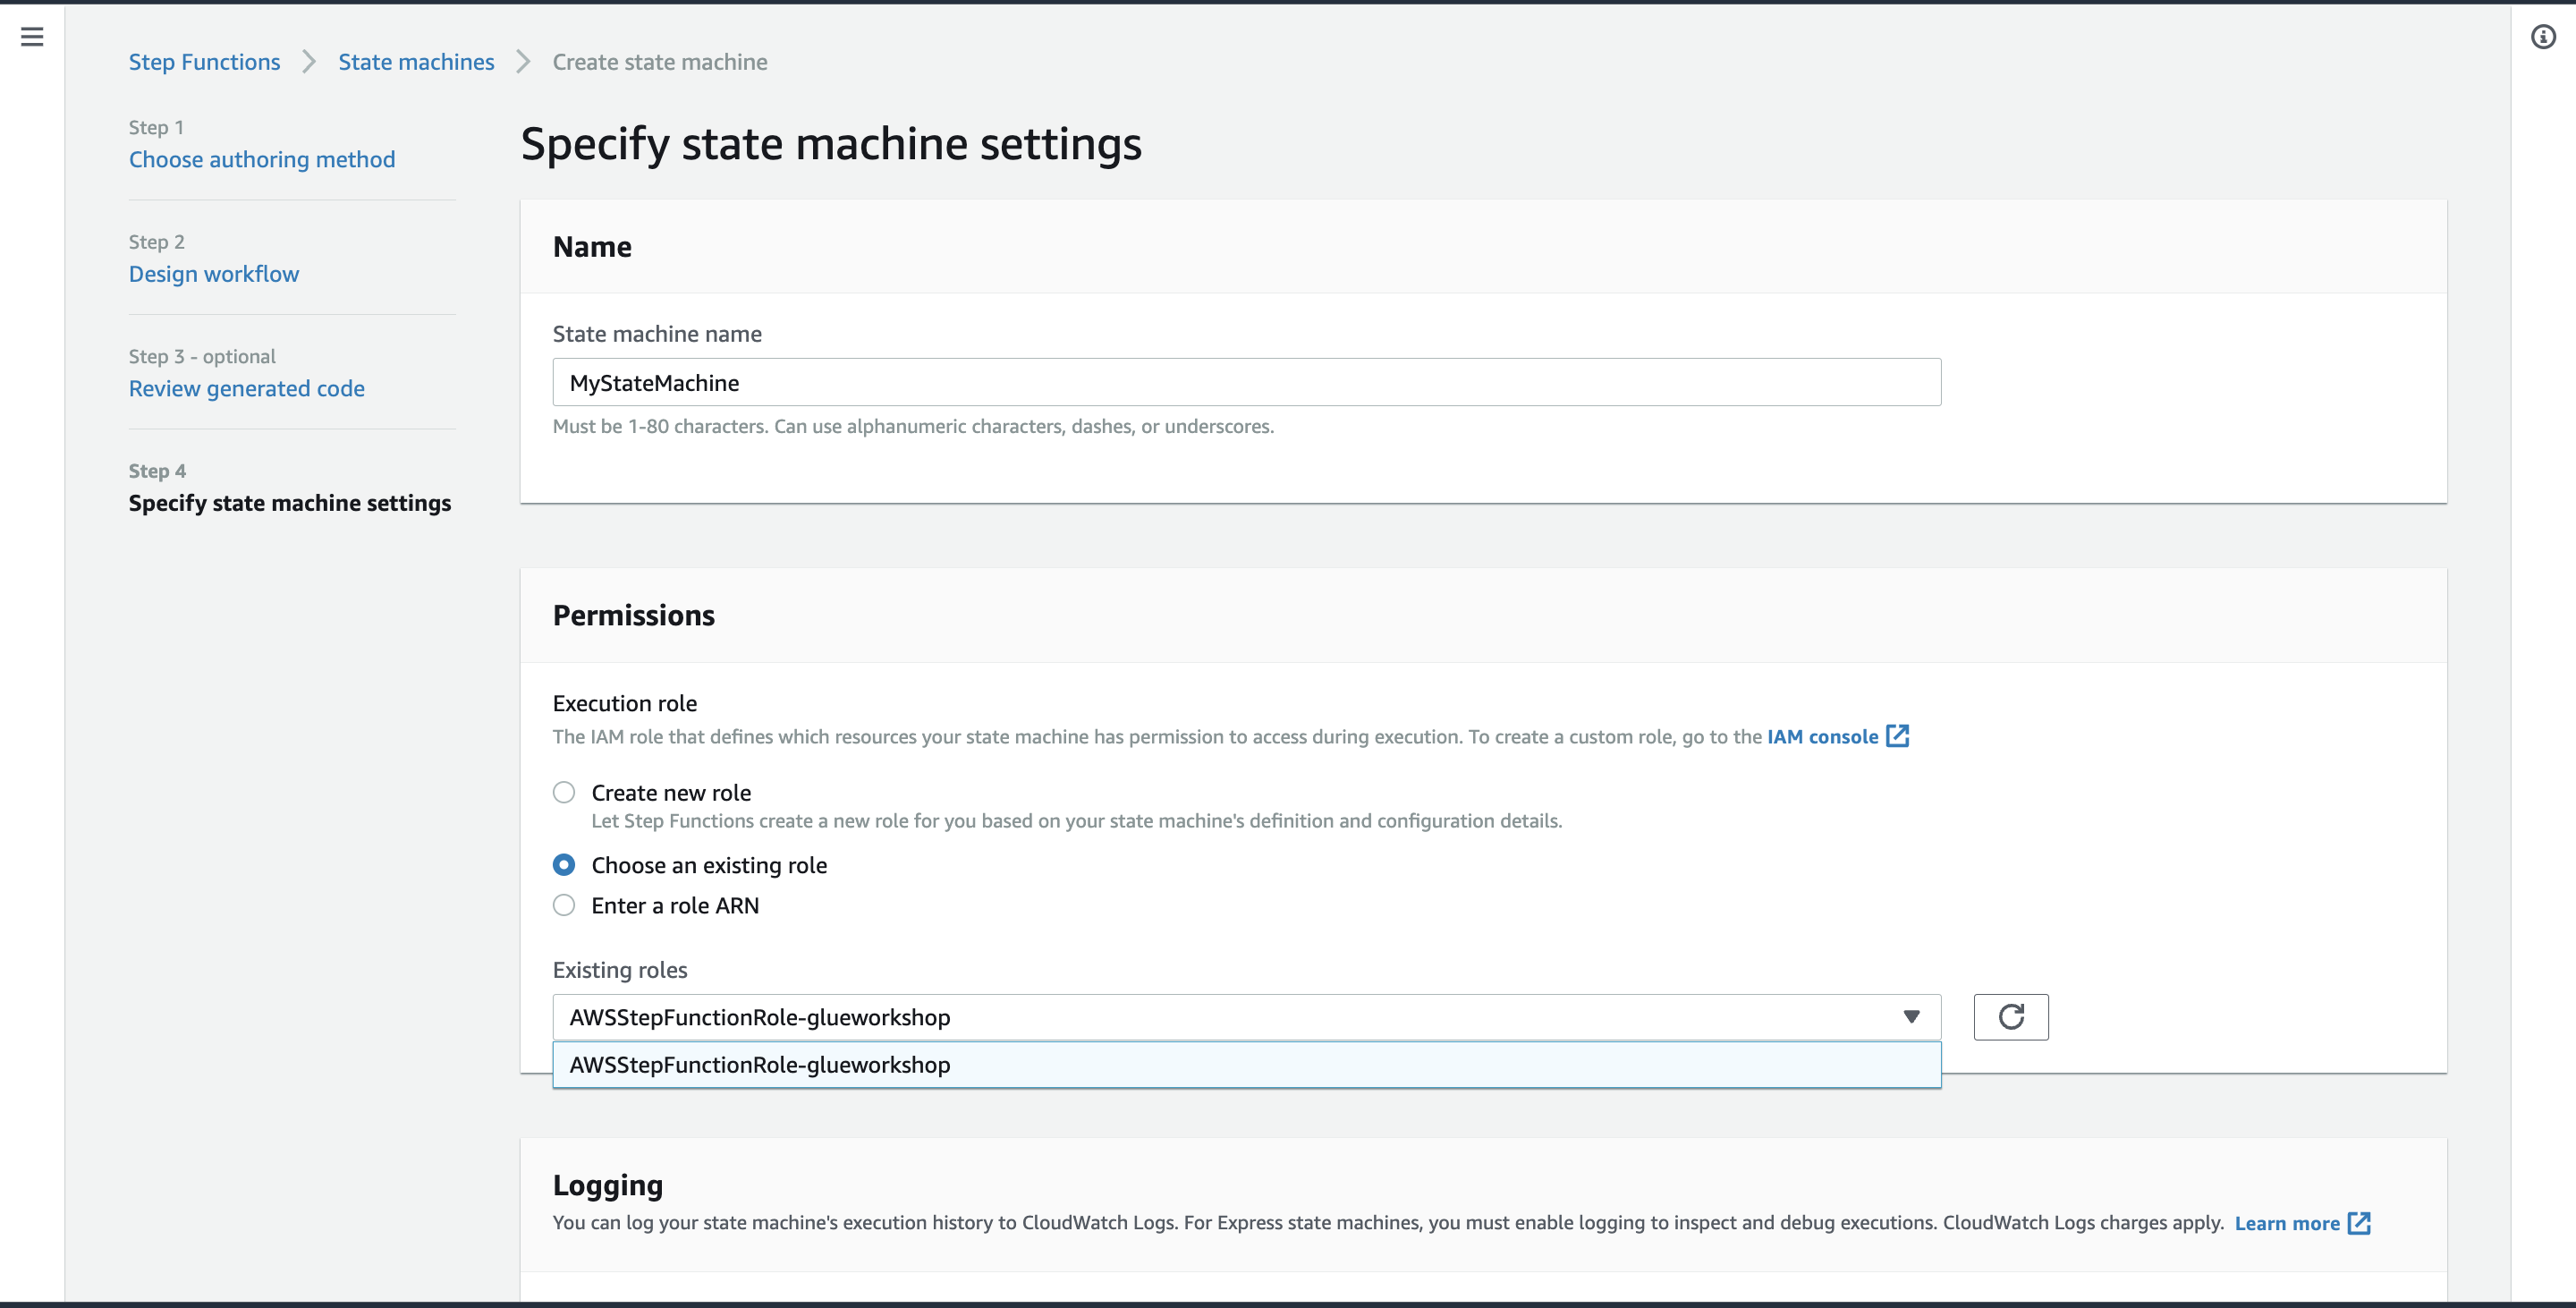 Step Functions > State machines > Create state machine
Step 1
Choose authoring method
Step 2
Design workflow
Step 3 - optional
Review generated code
Step 4
Specify state machine settings
Specify state machine settings
Name
State machine name
MyStateMachine
Must be 1-80 characters. Can use alphanumeric characters, dashes, or underscores.
Permissions
Execution role
The IAM role that defines which resources your state machine has permission to access during execution. To create a custom role, go to the IAM console
Create new role
Let Step Functions create a new role for you based on your state machine's definition and configuration details.
Choose an existing role
Enter a role ARN
Existing roles
AWSStepFunctionRole-glueworkshop
AWSStepFunctionRole-glueworkshop
Logging
You can log your state machine's execution history to CloudWatch Logs. For Express state machines, you must enable logging to inspect and debug executions. CloudWatch Logs charges apply. Learn more